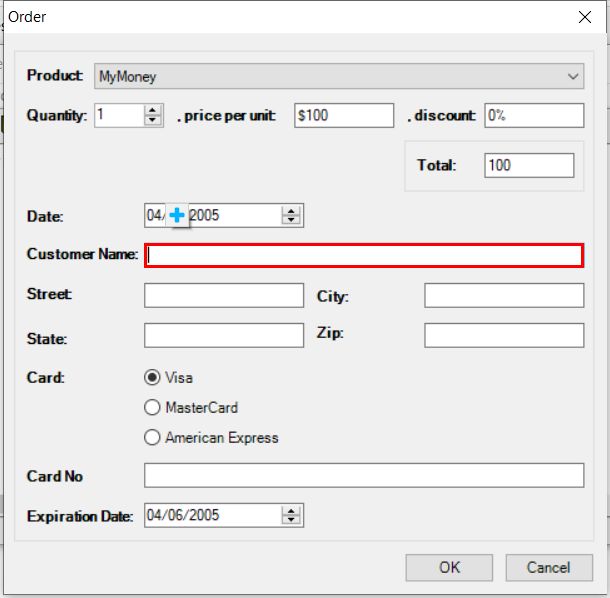 Order
Product: MyMoney
Quantity: 1 , price per unit: $100 , discount: 0%
Total: 100
Date: 04/ 2005
Customer Name:
Street: City:
State: Zip:
Card: Visa
MasterCard
American Express
Card No
Expiration Date: 04/06/2005
OK Cancel